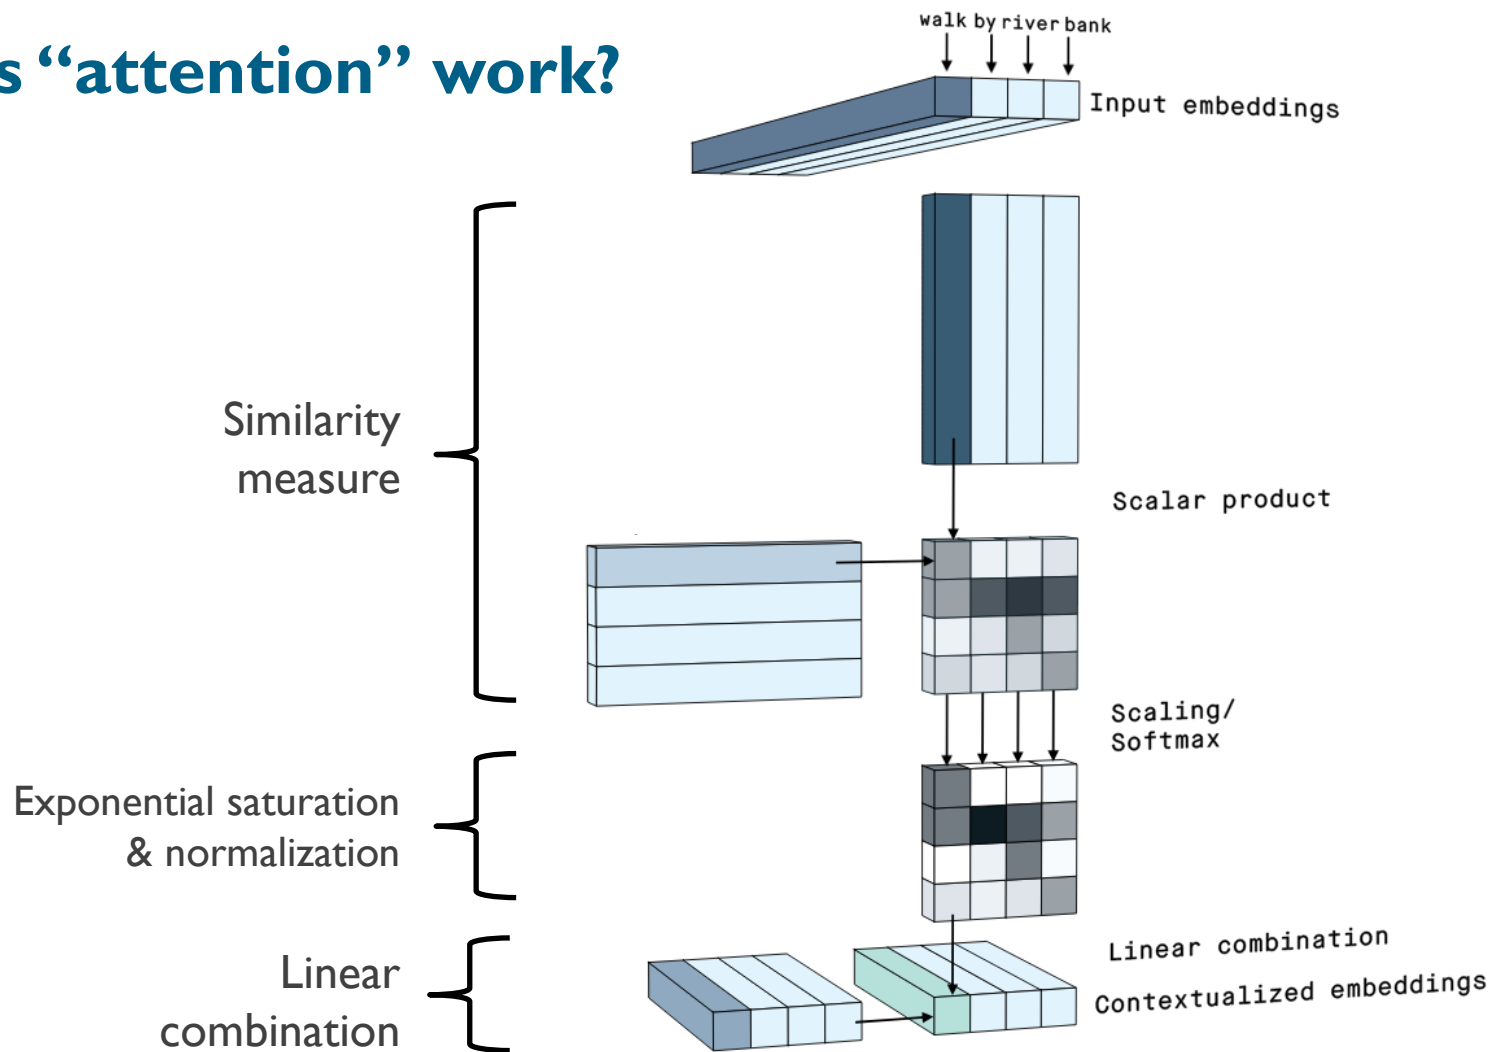 s “attention” work?
walk by river bank
Input embeddings
Similarity
measure
Scalar product
Scaling/
Softmax
Exponential saturation
& normalization
Linear
combination
Linear combination
Contextualized embeddings